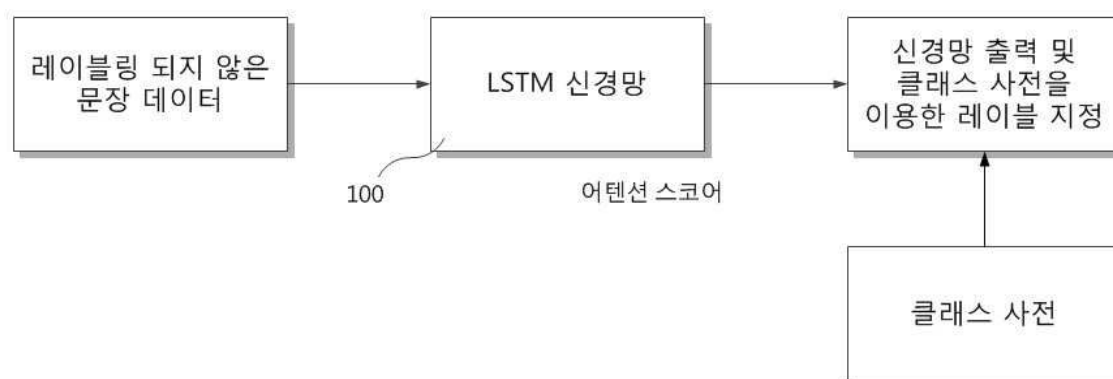 레이블링 되지 않은
문장 데이터
LSTM 신경망
신경망 출력 및
클래스 사전을
이용한 레이블 지정
100
어텐션 스코어
클래스 사전